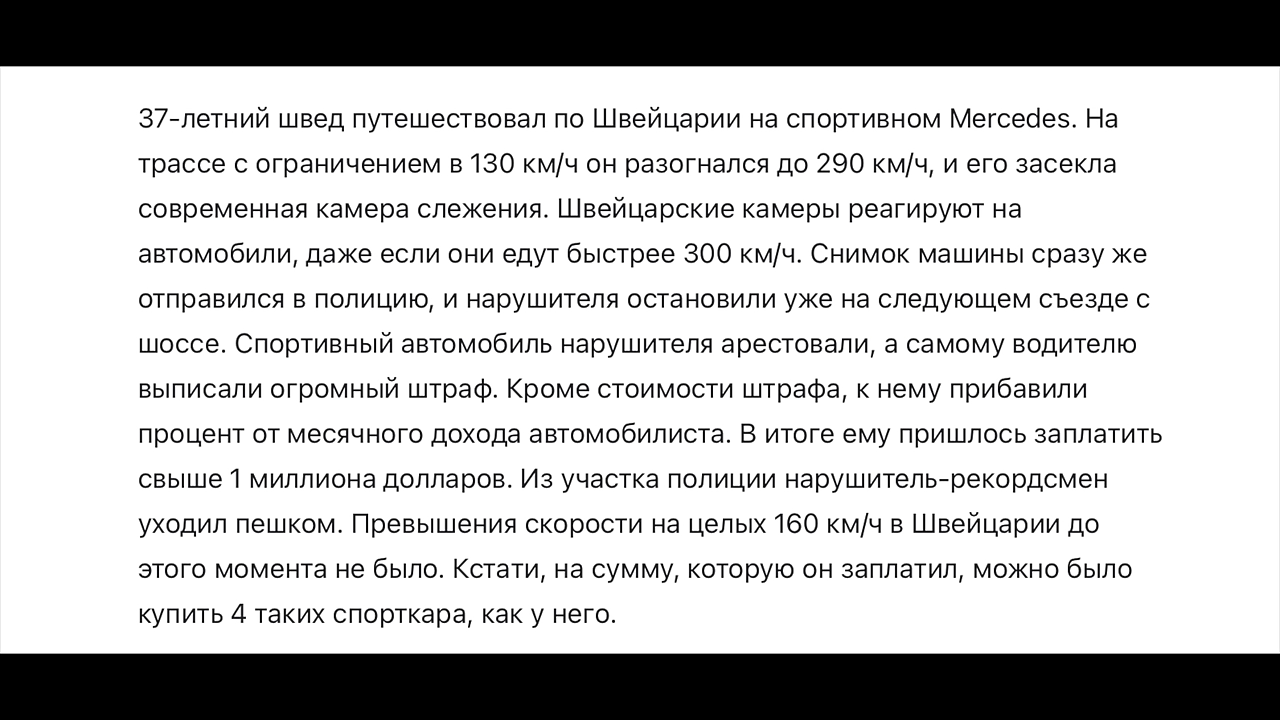 37-летний швед путешествовал по Швейцарии на спортивном Mercedes. На
трассе с ограничением в 130 км/ч он разогнался до 290 км/ч, и его засекла
современная камера слежения. Швейцарские камеры реагируют на
автомобили, даже если они едут быстрее 300 км/ч. Снимок машины сразу же
отправился в полицию, и нарушителя остановили уже на следующем съезде с
шоссе. Спортивный автомобиль нарушителя арестовали, а самому водителю
выписали огромный штраф. Кроме стоимости штрафа, к нему прибавили
процент от месячного дохода автомобилиста. В итоге ему пришлось заплатить
свыше 1 миллиона долларов. Из участка полиции нарушитель-рекордсмен
уходил пешком. Превышения скорости на целых 160 км/ч в Швейцарии до
этого момента не было. Кстати, на сумму, которую он заплатил, можно было
купить 4 таких спорткара, как у него.